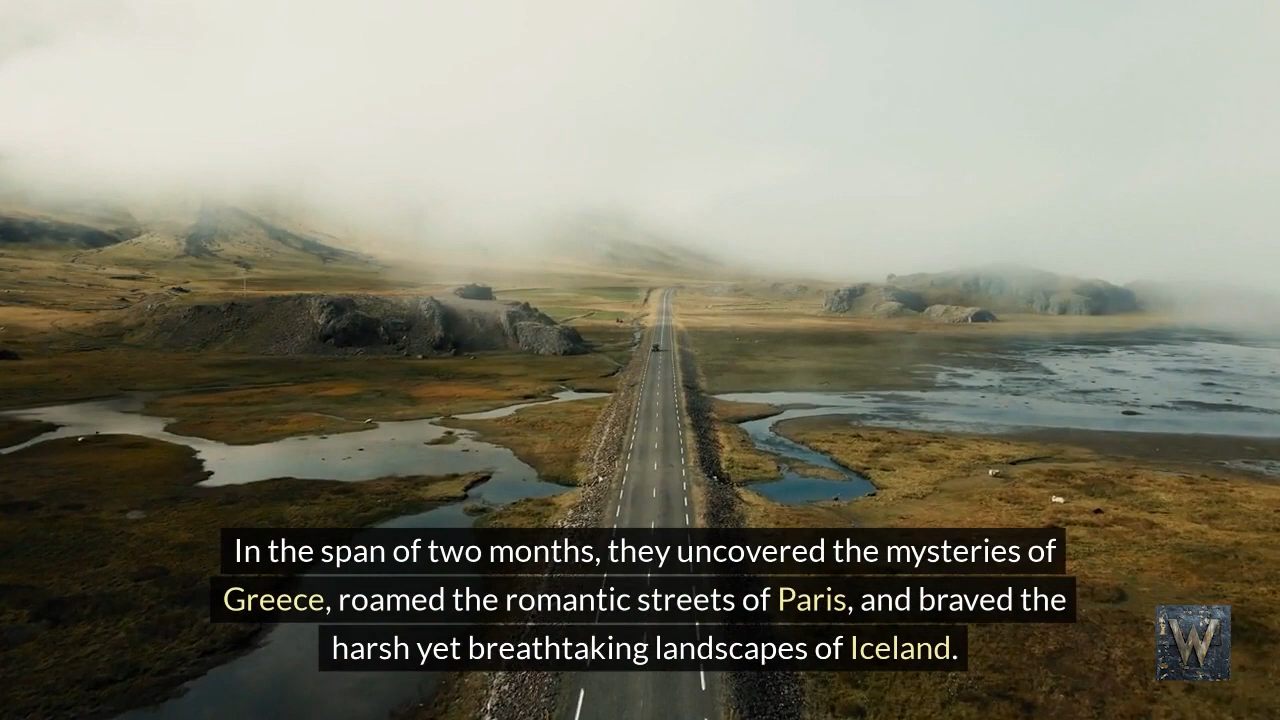 In the span of two months, they uncovered the mysteries of
Greece, roamed the romantic streets of Paris, and braved the
harsh yet breathtaking landscapes of Iceland.
W